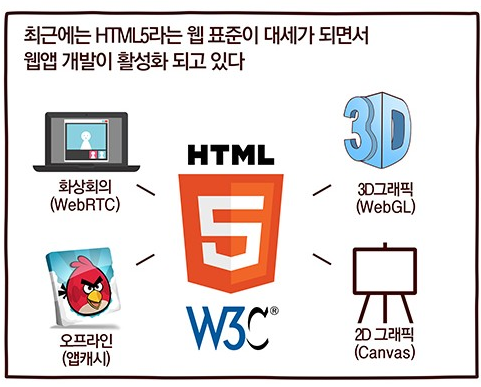 최근에는 HTML5라는 웹 표준이 대세가 되면서
웹앱 개발이 활성화 되고 있다
HTML
5
3D
화상회의
(WebRTC)
3D그래픽
(WebGL)
오프라인
(앱캐시)
W3C®
2D 그래픽
(Canvas)